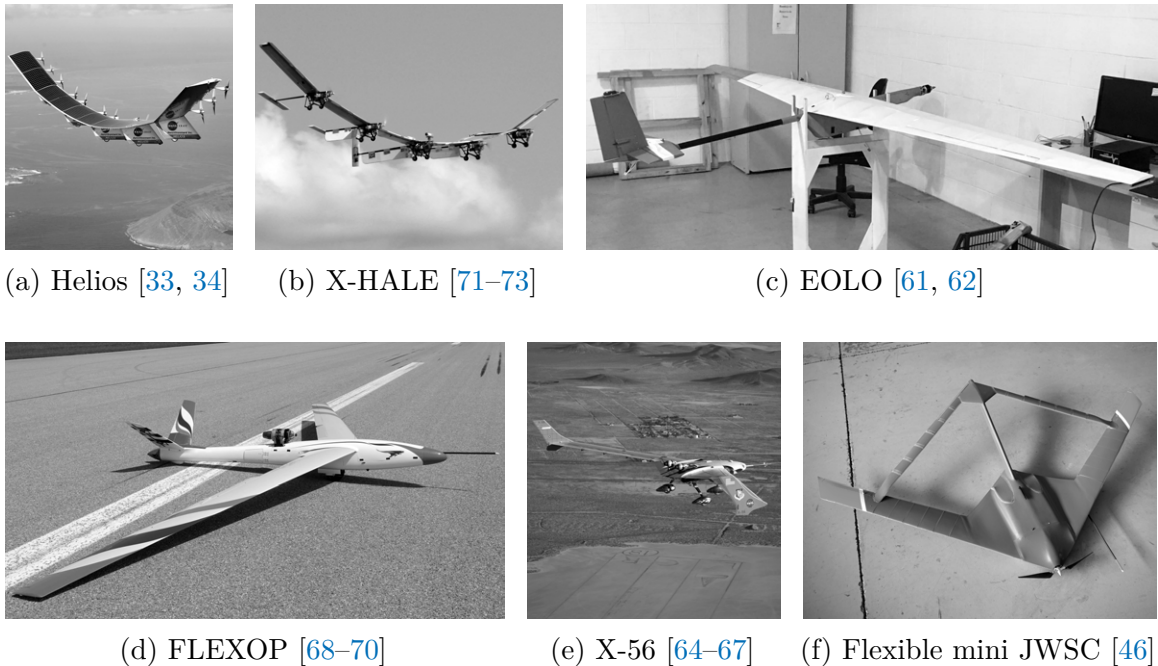 (a) Helios [33, 34]
(b) X-HALE [71–73]
(c) EOLO [61, 62]
(d) FLEXOP [68–70]
(e) X-56 [64–67]
(f) Flexible mini JWSC [46]